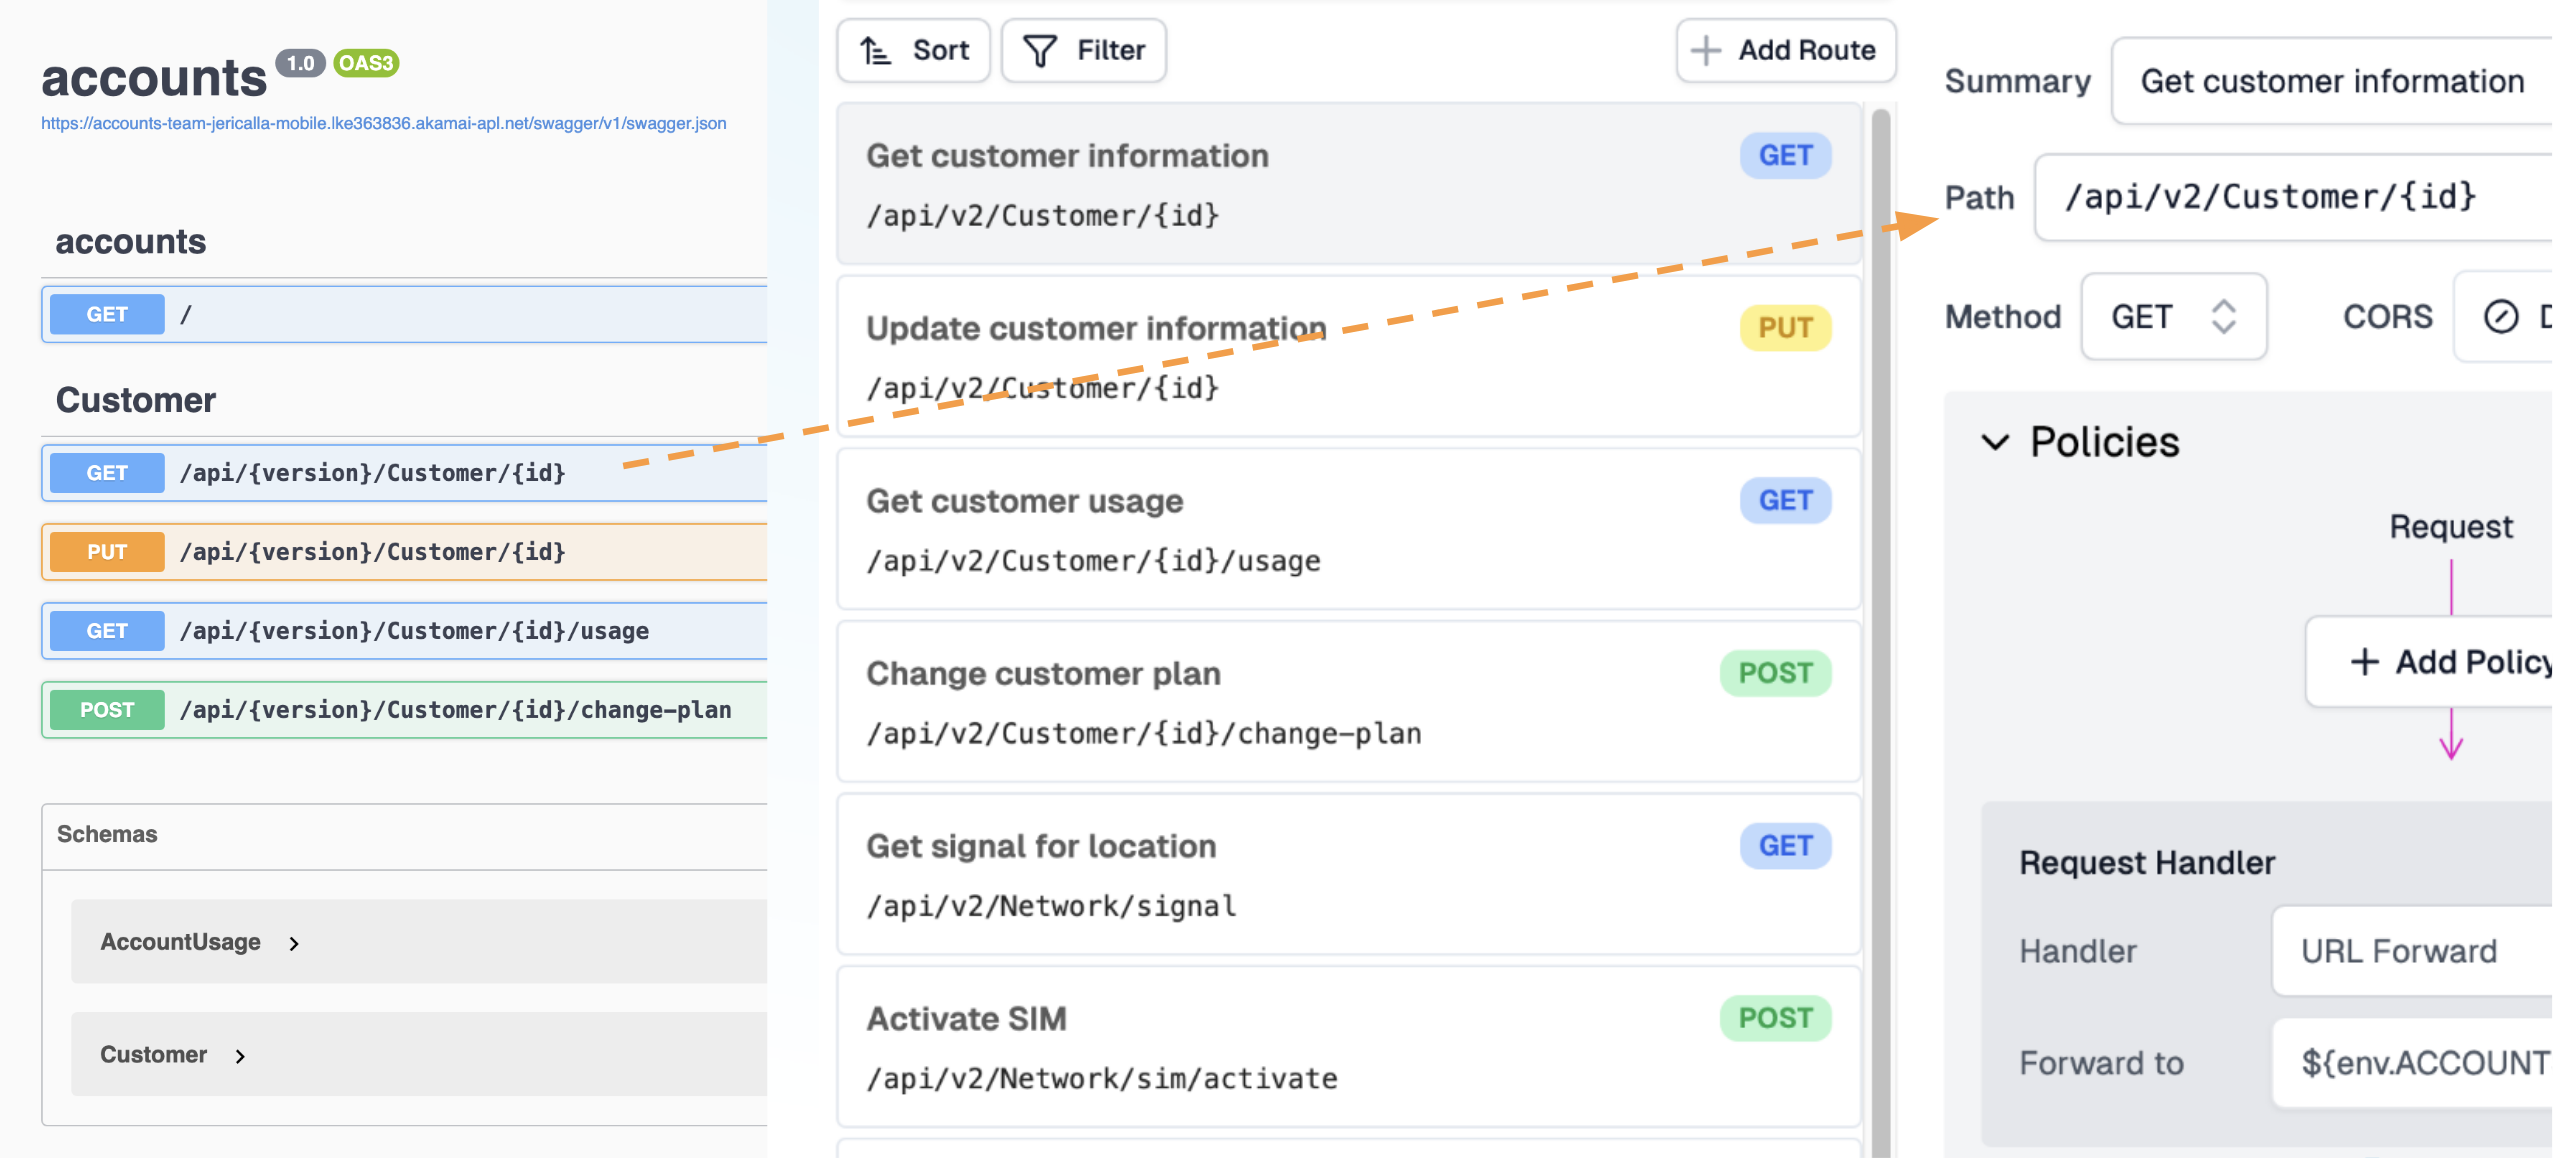 accounts 1.0 OAS3
https://accounts-team-jericalla-mobile.lke363836.akamai-apl.net/swagger/v1/swagger.json
accounts
GET /
Customer
GET /api/{version}/Customer/{id}
PUT /api/{version}/Customer/{id}
GET /api/{version}/Customer/{id}/usage
POST /api/{version}/Customer/{id}/change-plan
Schemas
AccountUsage
Customer
Sort Filter Add Route
Get customer information GET
/api/v2/Customer/{id}
Update customer information PUT
/api/v2/Customer/{id}
Get customer usage GET
/api/v2/Customer/{id}/usage
Change customer plan POST
/api/v2/Customer/{id}/change-plan
Get signal for location GET
/api/v2/Network/signal
Activate SIM POST
/api/v2/Network/sim/activate
Summary Get customer information
Path /api/v2/Customer/{id}
Method GET CORS
Policies
Request
+ Add Policy
Request Handler
Handler URL Forward
Forward to ${env.ACCOUNT